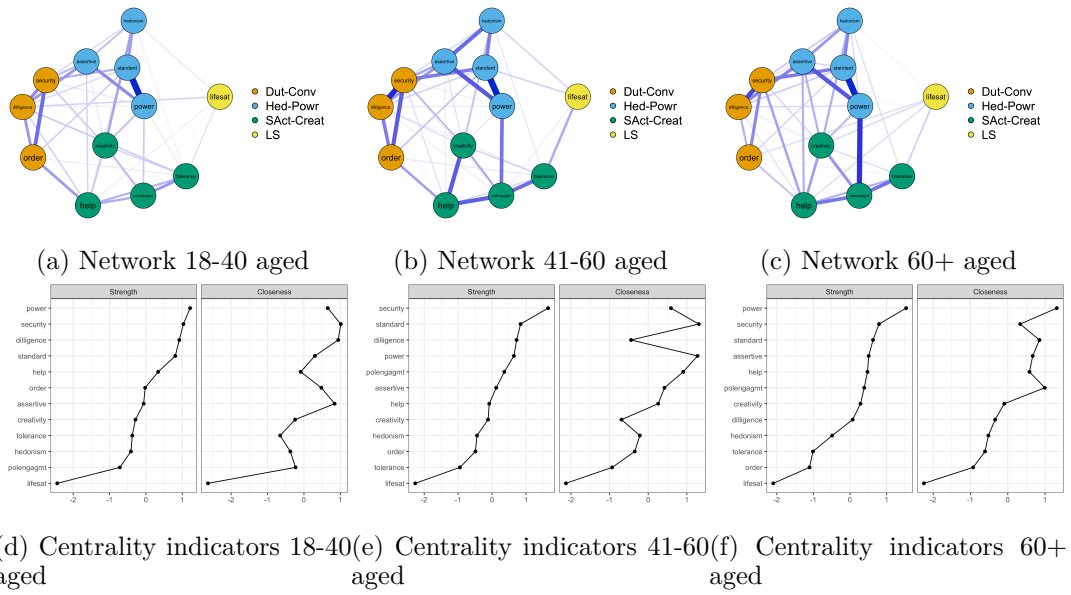 hedonism
assertive
standard
security
dilligence
power
lifesat
order
creativity
tolerance
polengagmt
help
Dut-Conv
Hed-Powr
SAct-Creat
LS
hedonism
assertive
standard
security
dilligence
power
lifesat
order
creativity
tolerance
polengagmt
help
Dut-Conv
Hed-Powr
SAct-Creat
LS
hedonism
assertive
standard
security
dilligence
power
lifesat
order
creativity
tolerance
polengagmt
help
Dut-Conv
Hed-Powr
SAct-Creat
LS
(a) Network 18-40 aged
(b) Network 41-60 aged
(c) Network 60+ aged
Strength Closeness
power
security
dilligence
standard
help
order
assertive
creativity
tolerance
hedonism
polengagmt
lifesat
-2 -1 0 1 -2 -1 0 1
Strength Closeness
security
standard
dilligence
power
polengagmt
assertive
help
creativity
hedonism
order
tolerance
lifesat
-2 -1 0 1 -2 -1 0 1
Strength Closeness
power
security
standard
assertive
help
polengagmt
creativity
dilligence
hedonism
tolerance
order
lifesat
-2 -1 0 1 -2 -1 0 1
(d) Centrality indicators 18-40
aged
(e) Centrality indicators 41-60
aged
(f) Centrality indicators 60+
aged